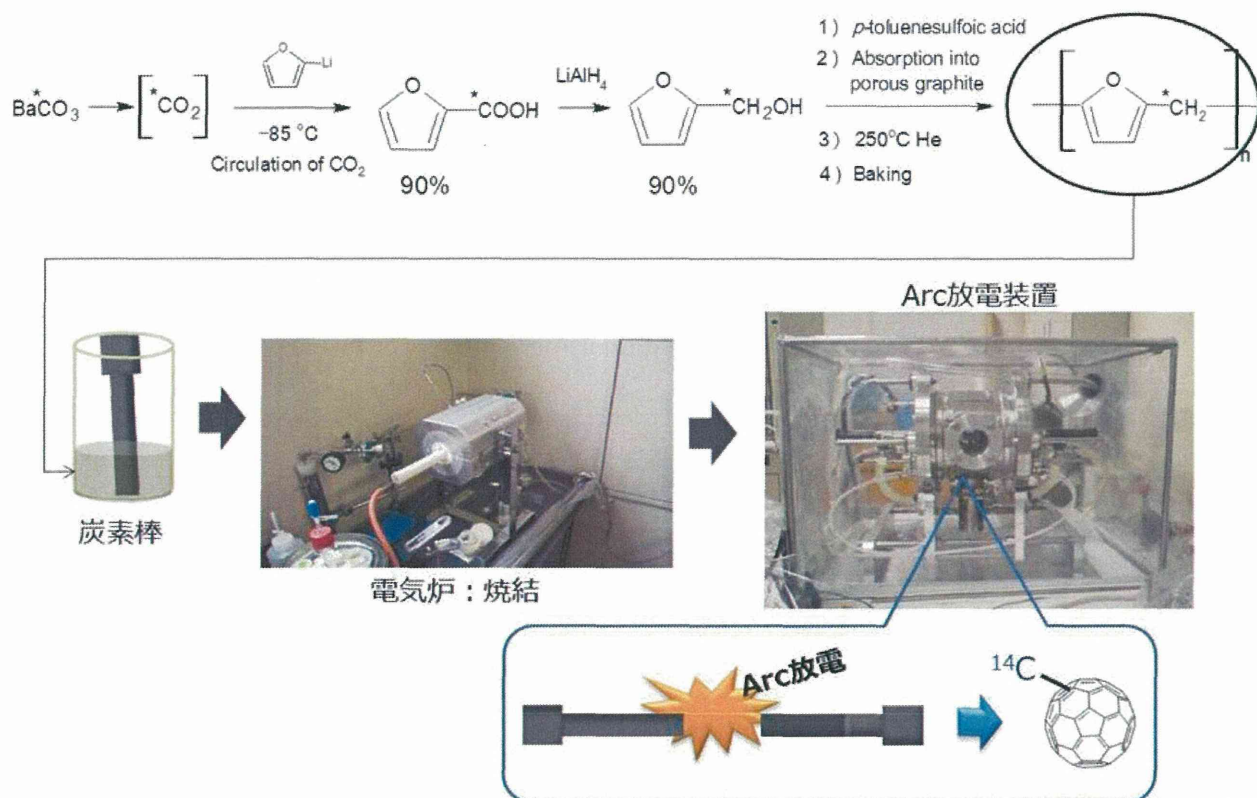 1) p-toluenesulfoic acid
2) Absorption into
porous graphite
3) 250°C He
4) Baking
O
Li
*
BaCO3
[*CO2]
−85 °C
Circulation of CO2
O
*
COOH
90%
LiAlH4
O
*
CH2OH
90%
O
*
CH2
n
炭素棒
電気炉：焼結
Arc放電装置
Arc放電
14C